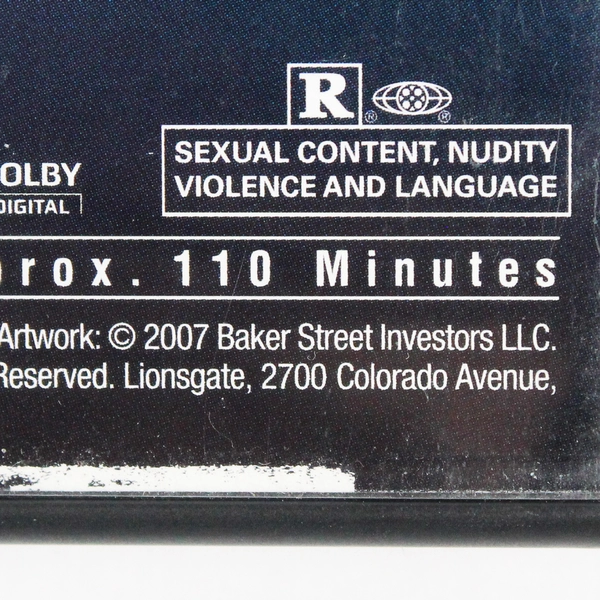 R ® ®
SEXUAL CONTENT, NUDITY
VIOLENCE AND LANGUAGE
OLBY
DIGITAL
rox. 110 Minutes
Artwork: © 2007 Baker Street Investors LLC.
Reserved. Lionsgate, 2700 Colorado Avenue,